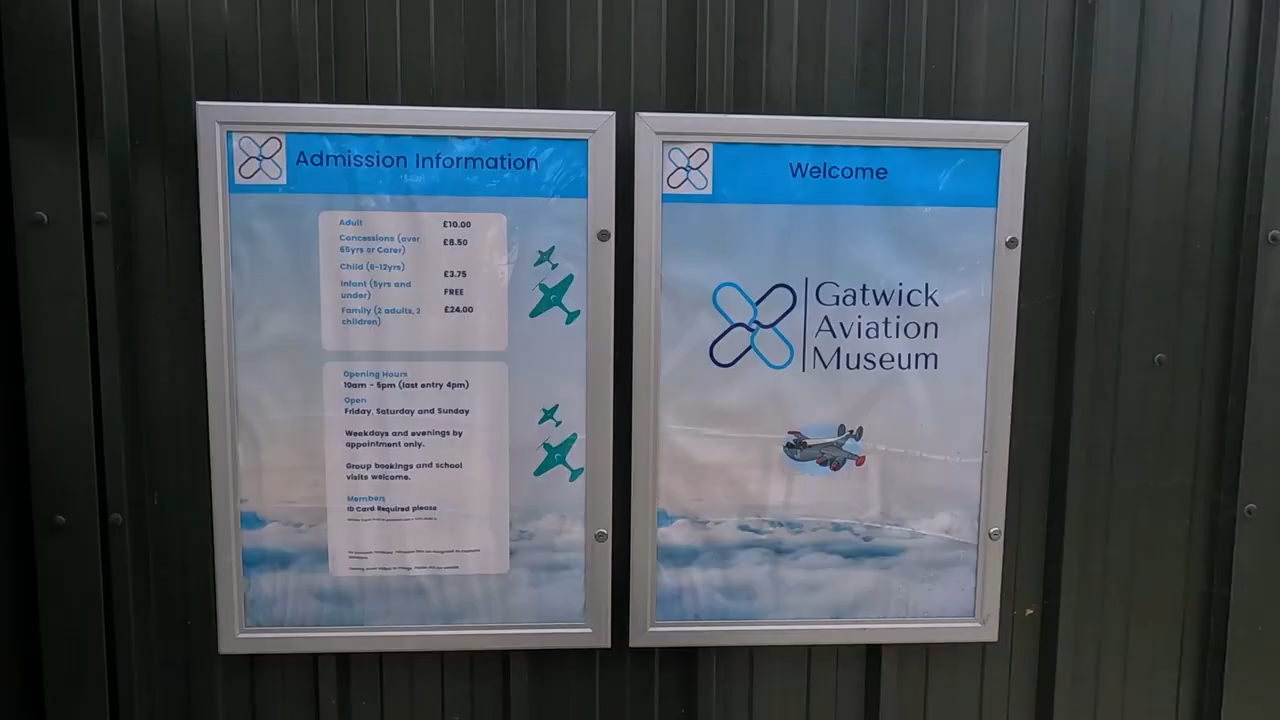 Admission Information
Adult £10.00
Concessions (over £8.50
65yrs or Carer)
Child (6-12yrs) £3.75
Infant (5yrs and FREE
under)
Family (2 adults, 2 £24.00
children)
Opening Hours
10am - 5pm (last entry 4pm)
Open
Friday, Saturday and Sunday
Weekdays and evenings by
appointment only.
Group bookings and school
visits welcome.
Members
ID Card Required please
Welcome
Gatwick
Aviation
Museum